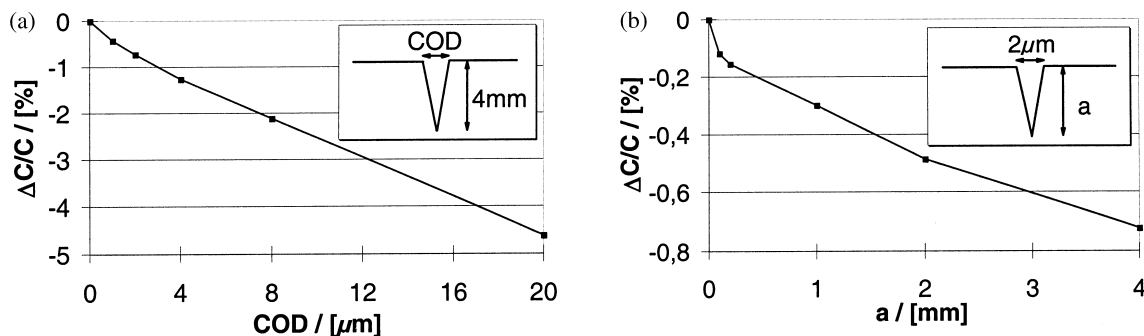 (a)
0
-1
-2
-3
-4
-5
ΔC/C / [%]
0 4 8 12 16 20
COD / [µm]
COD
4mm
(b)
0
-0,2
-0,4
-0,6
-0,8
ΔC/C / [%]
0 1 2 3 4
a / [mm]
2µm
a